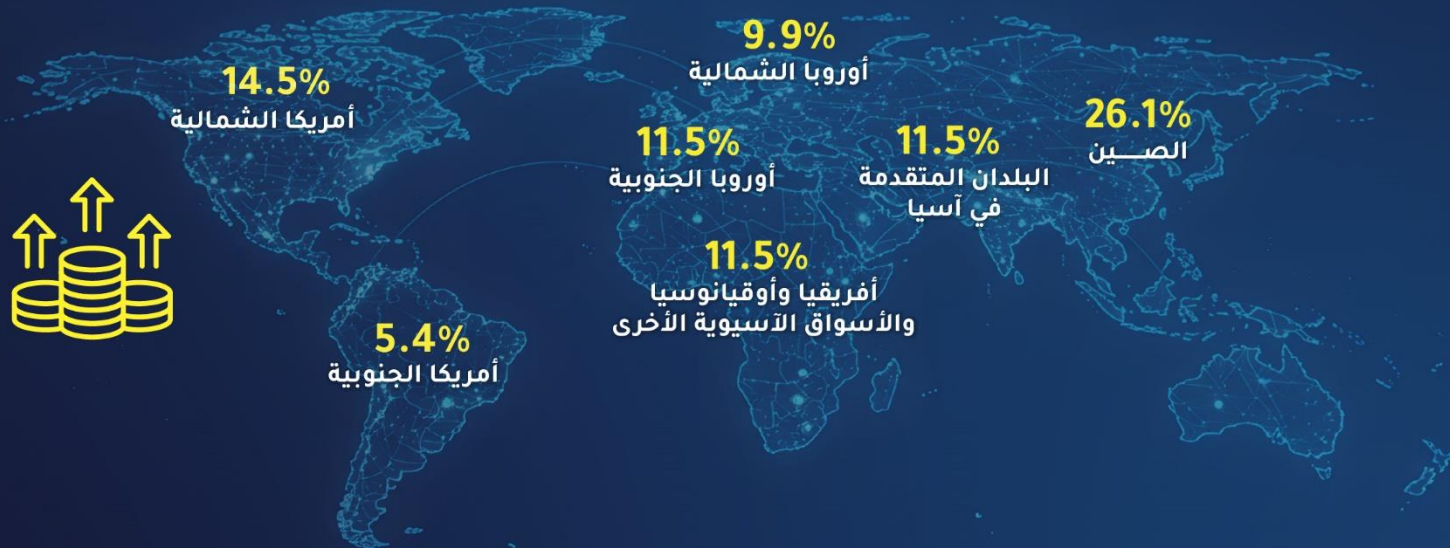 9.9%
أوروبا الشمالية
14.5%
أمريكا الشمالية
26.1%
الصـــين
11.5%
البلدان المتقدمة
في آسيا
11.5%
أوروبا الجنوبية
11.5%
أفريقيا وأوقيانوسيا
والأسواق الآسيوية الأخرى
5.4%
أمريكا الجنوبية